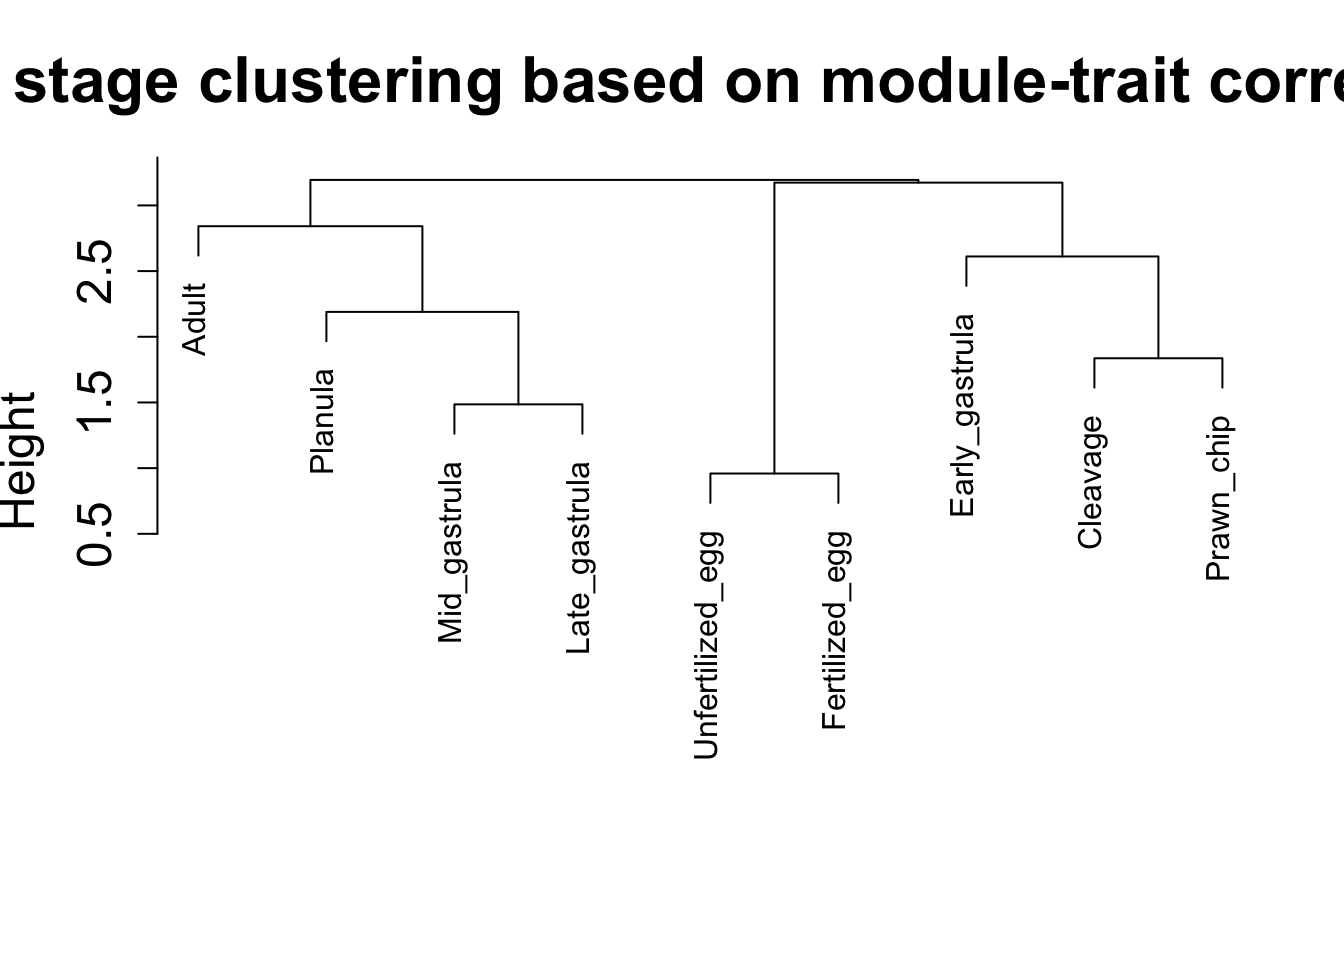 stage clustering based on module-trait corre
Height
2.5
1.5
0.5
Adult
Planula
Mid_gastrula
Late_gastrula
Unfertilized_egg
Fertilized_egg
Early_gastrula
Cleavage
Prawn_chip